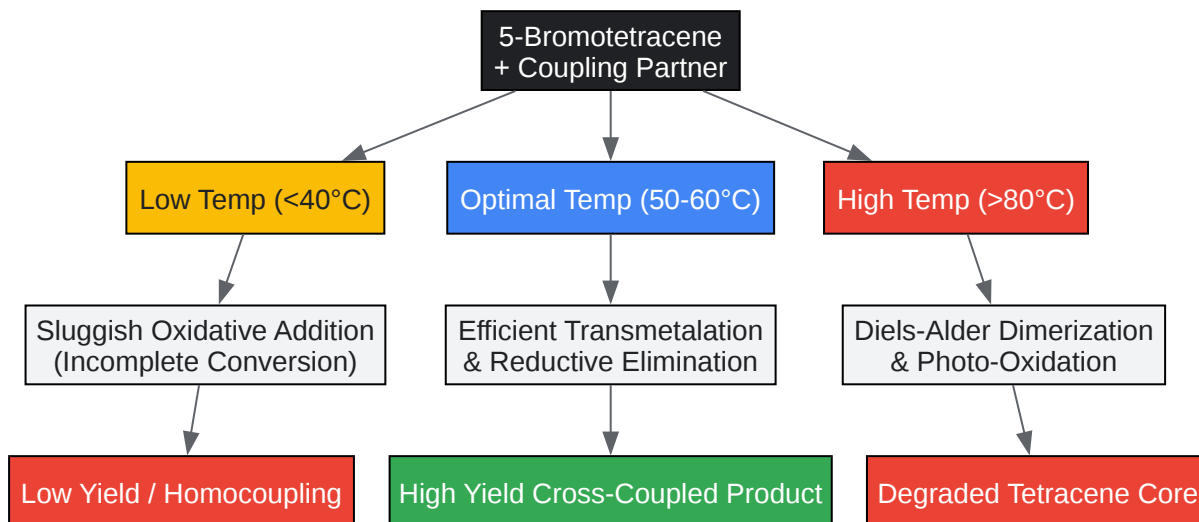 5-Bromotetracene
+ Coupling Partner
Low Temp (<40°C)
Optimal Temp (50-60°C)
High Temp (>80°C)
Sluggish Oxidative Addition
(Incomplete Conversion)
Efficient Transmetalation
& Reductive Elimination
Diels-Alder Dimerization
& Photo-Oxidation
Low Yield / Homocoupling
High Yield Cross-Coupled Product
Degraded Tetracene Core